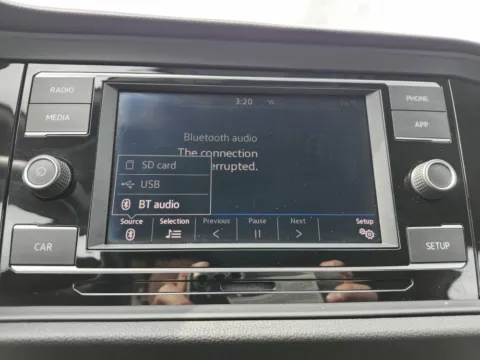 RADIO
MEDIA
CAR
3:20
Bluetooth audio
The connection
errupted.
SD card
USB
BT audio
Source Selection Previous Pause Next Setup
PHONE
APP
SETUP